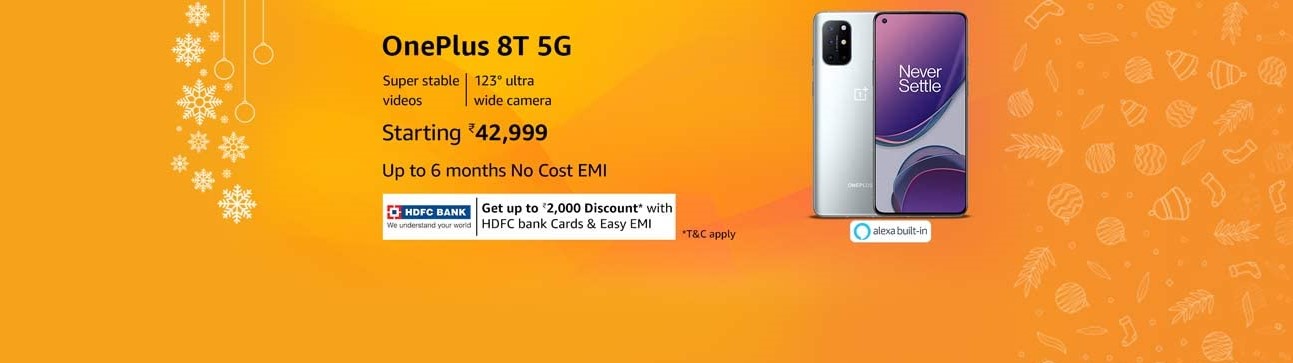 OnePlus 8T 5G
Super stable
videos
123° ultra
wide camera
Starting ₹42,999
Up to 6 months No Cost EMI
HDFC BANK
We understand your world
Get up to ₹2,000 Discount* with
HDFC bank Cards & Easy EMI
*T&C apply
Never
Settle
ONEPLUS
alexa built-in